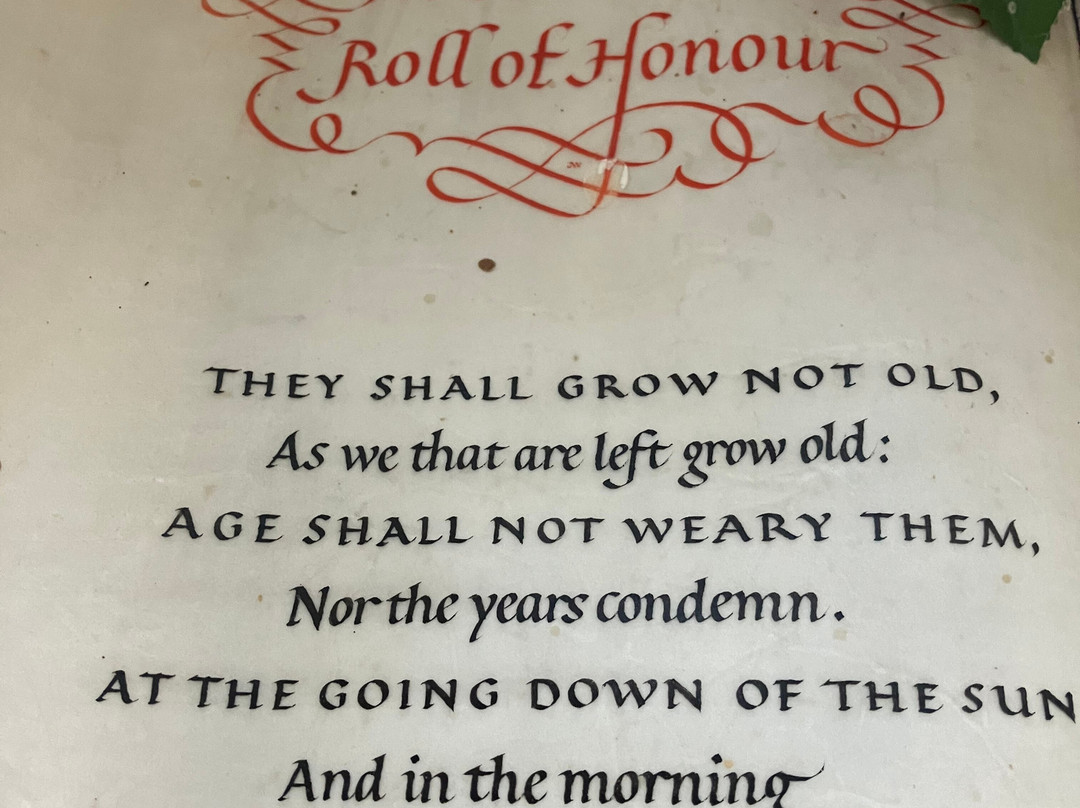 Roll of Honour
THEY SHALL GROW NOT OLD,
As we that are left grow old:
AGE SHALL NOT WEARY THEM,
Nor the years condemn.
AT THE GOING DOWN OF THE SUN
And in the morning